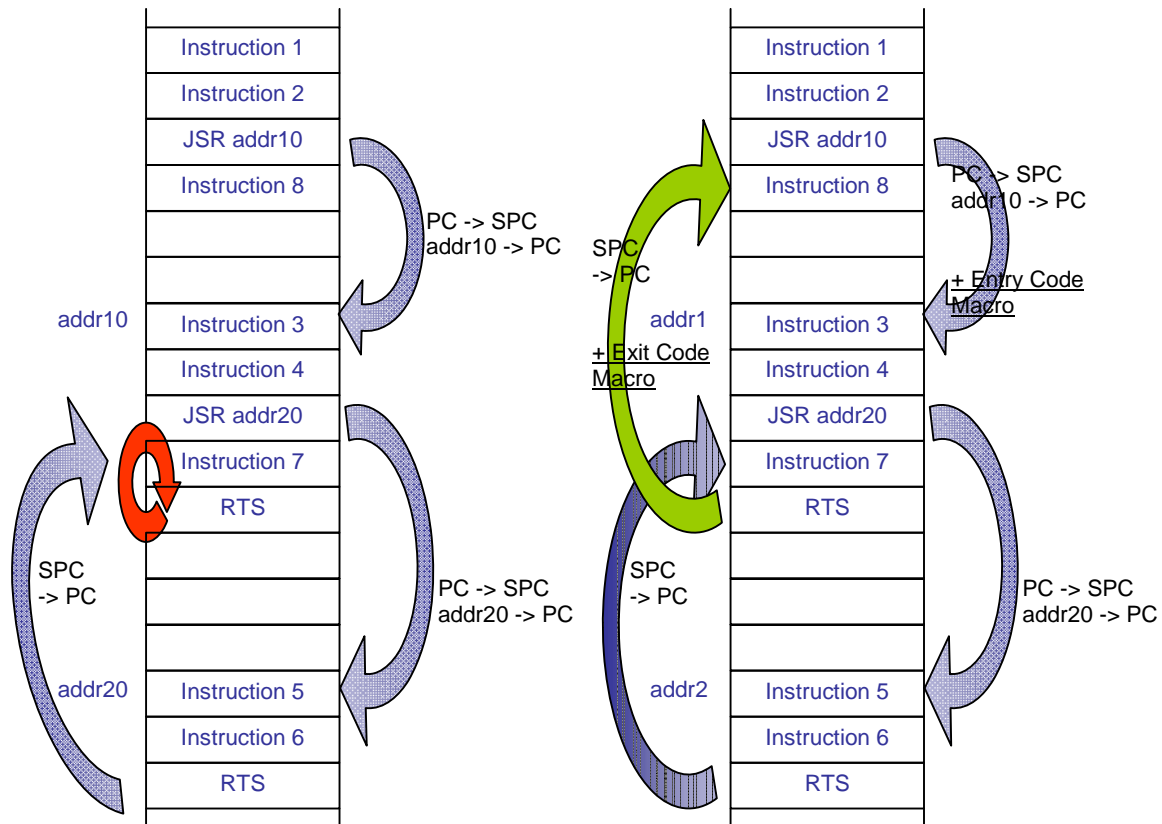 Instruction 1
Instruction 2
JSR addr10
Instruction 8
PC -> SPC
addr10 -> PC
addr10
Instruction 3
Instruction 4
JSR addr20
Instruction 7
RTS
SPC
-> PC
PC -> SPC
addr20 -> PC
addr20
Instruction 5
Instruction 6
RTS
Instruction 1
Instruction 2
JSR addr10
Instruction 8
PC -> SPC
addr10 -> PC
SPC
-> PC
+ Entry Code
Macro
addr1
Instruction 3
+ Exit Code
Macro
Instruction 4
JSR addr20
Instruction 7
RTS
SPC
-> PC
PC -> SPC
addr20 -> PC
addr2
Instruction 5
Instruction 6
RTS